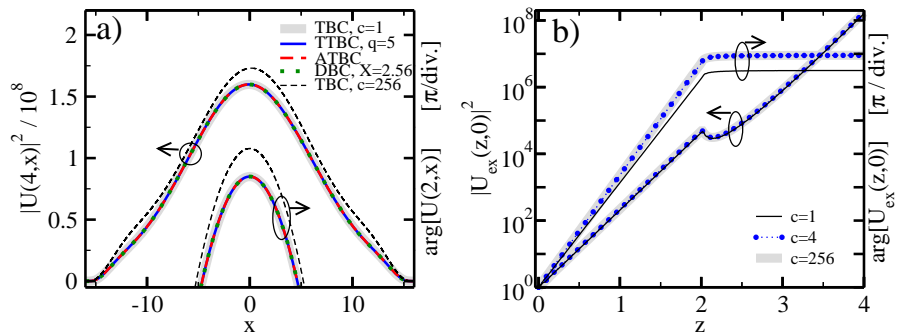 a)
TBC, c=1
TTBC, q=5
ATBC
DBC, X=2.56
TBC, c=256
|U(4,x)|² / 10⁸
2
1.5
1
0.5
0
-10
0
10
x
arg[U(2,x)] [π/div.]
b)
|U_ex(z,0)|²
10⁸
10⁶
10⁴
10²
10⁰
0
1
2
3
4
z
c=1
c=4
c=256
arg[U_ex(z,0)] [π / div.]